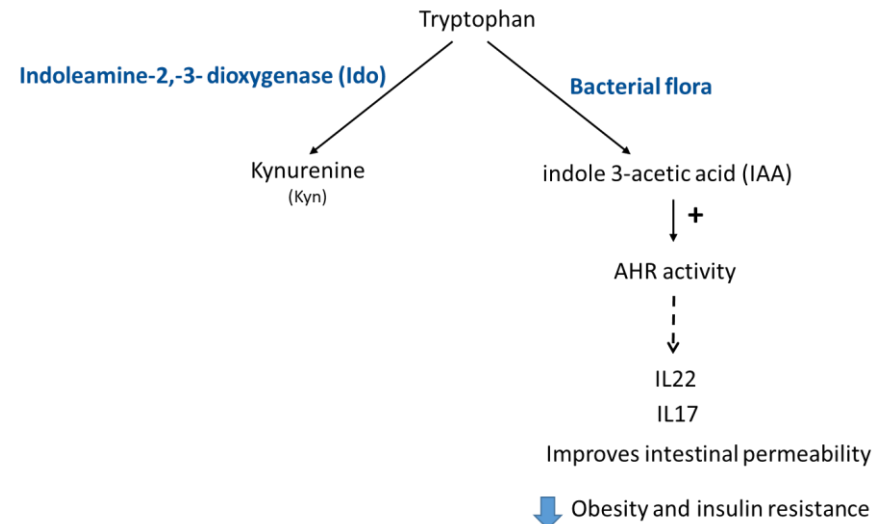 Tryptophan
Indoleamine-2,-3- dioxygenase (Ido)
Bacterial flora
Kynurenine
(Kyn)
indole 3-acetic acid (IAA)
+
AHR activity
IL22
IL17
Improves intestinal permeability
Obesity and insulin resistance